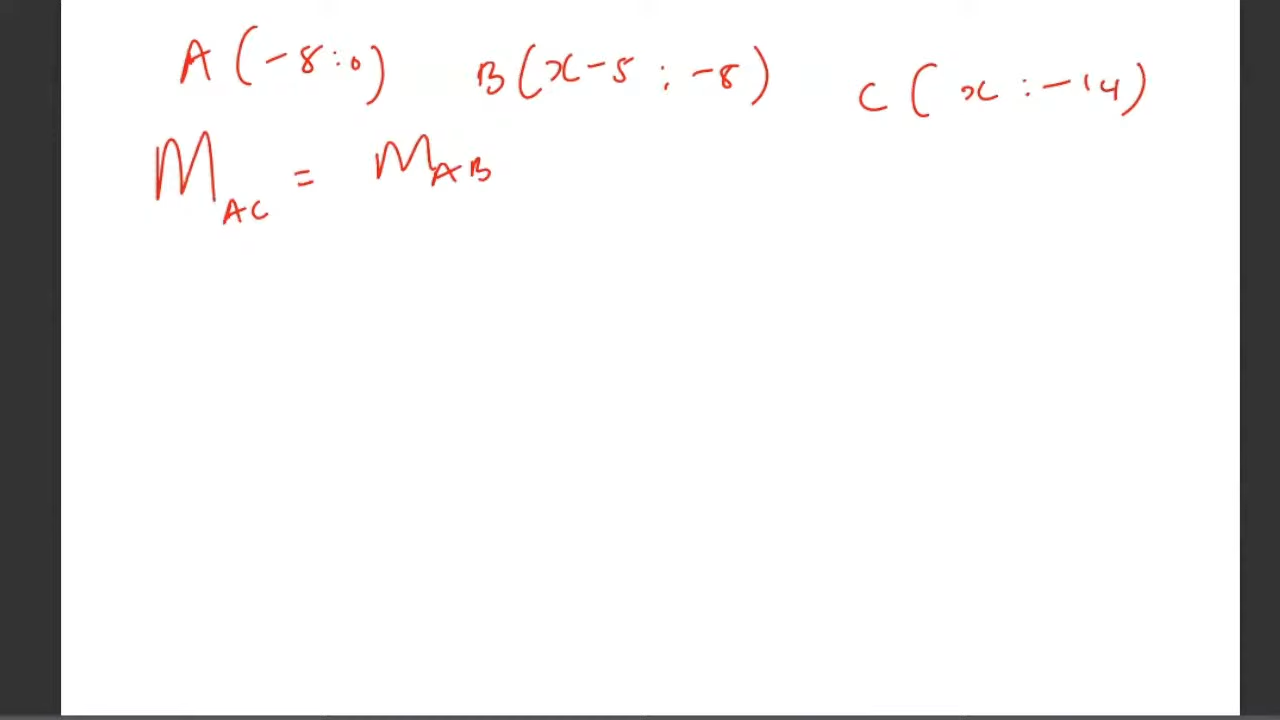 A (-8:0) B (x-5 ; -8) C ( x : -14)
M_AC = M_AB